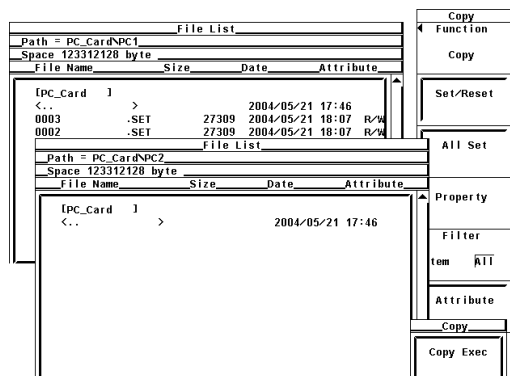 File List
Path = PC_Card\PC1
Space 123312128 byte
File Name Size Date Attribute
[PC_Card ]
<.. > 2004/05/21 17:46
0003 .SET 27309 2004/05/21 18:07 R/W
0002 .SET 27309 2004/05/21 18:07 R/W
File List
Path = PC_Card\PC2
Space 123312128 byte
File Name Size Date Attribute
[PC_Card ]
<.. > 2004/05/21 17:46
Copy
Function
Copy
Set/Reset
All Set
Property
Filter
tem All
Attribute
Copy
Copy Exec